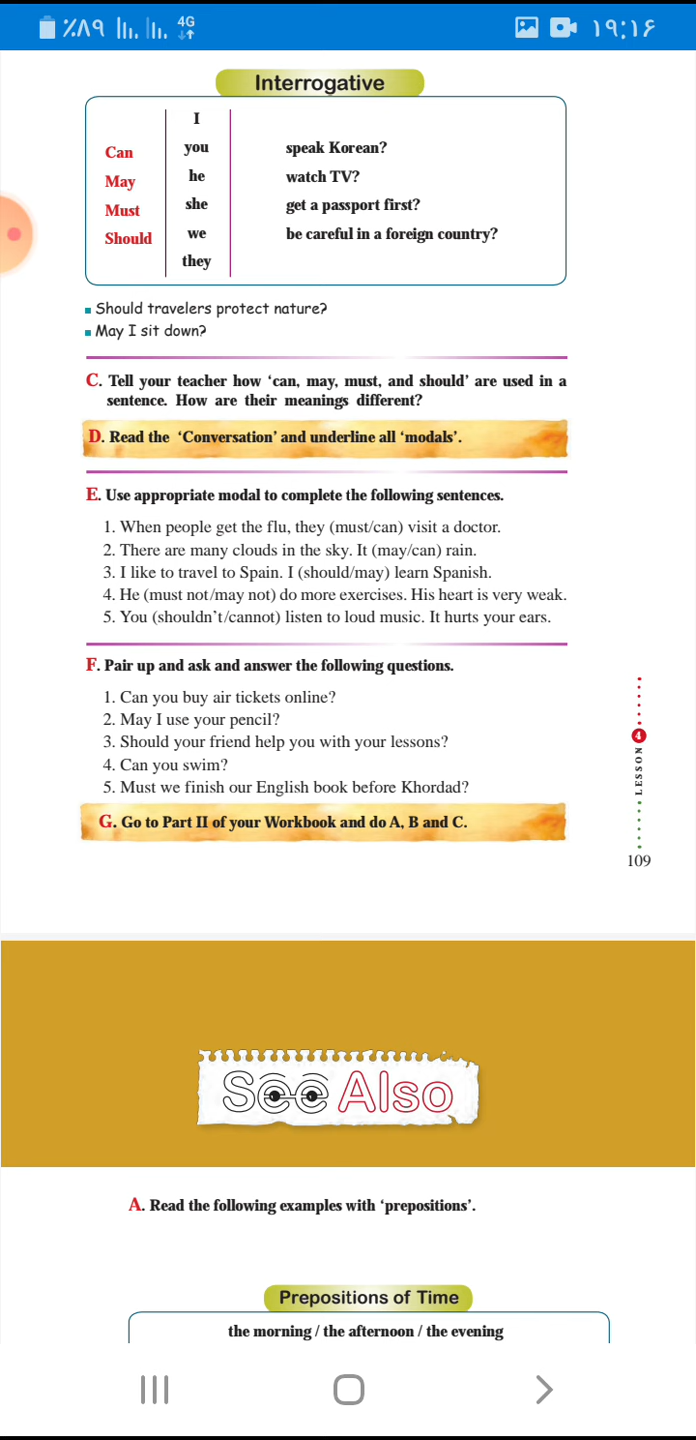 ٪۸۹ 4G ۱۹:۱۶
Interrogative
I
Can you speak Korean?
May he watch TV?
Must she get a passport first?
Should we be careful in a foreign country?
they
Should travelers protect nature?
May I sit down?
C. Tell your teacher how ‘can, may, must, and should’ are used in a
sentence. How are their meanings different?
D. Read the ‘Conversation’ and underline all ‘modals’.
E. Use appropriate modal to complete the following sentences.
1. When people get the flu, they (must/can) visit a doctor.
2. There are many clouds in the sky. It (may/can) rain.
3. I like to travel to Spain. I (should/may) learn Spanish.
4. He (must not/may not) do more exercises. His heart is very weak.
5. You (shouldn’t/cannot) listen to loud music. It hurts your ears.
F. Pair up and ask and answer the following questions.
1. Can you buy air tickets online?
2. May I use your pencil?
3. Should your friend help you with your lessons?
4. Can you swim?
5. Must we finish our English book before Khordad?
G. Go to Part II of your Workbook and do A, B and C.
LESSON 4
109
See Also
A. Read the following examples with ‘prepositions’.
Prepositions of Time
the morning / the afternoon / the evening